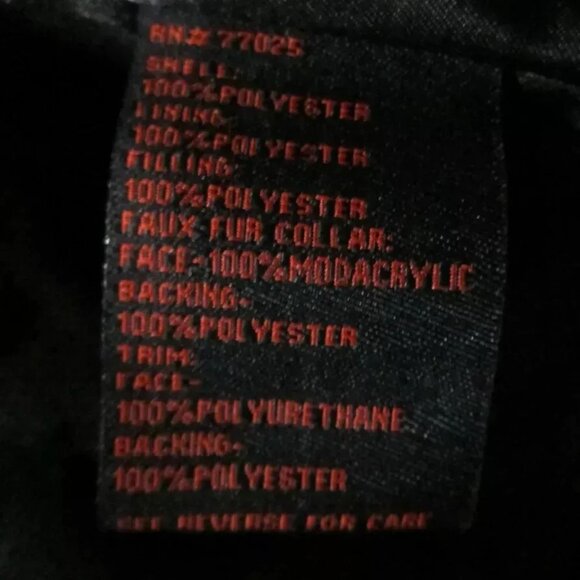 RN# 77025
SHELL:
100%POLYESTER
LINING:
100%POLYESTER
FILLING:
100%POLYESTER
FAUX FUR COLLAR:
FACE-100%MODACRYLIC
BACKING-
100%POLYESTER
TRIM:
FACE-
100%POLYURETHANE
BACKING-
100%POLYESTER
SEE REVERSE FOR CARE